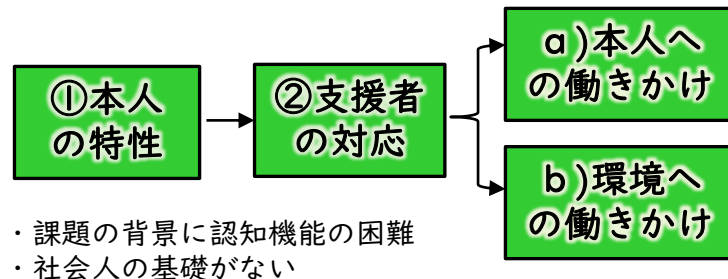 ①本人
の特性
②支援者
の対応
a)本人へ
の働きかけ
b)環境へ
の働きかけ
・課題の背景に認知機能の困難
・社会人の基礎がない